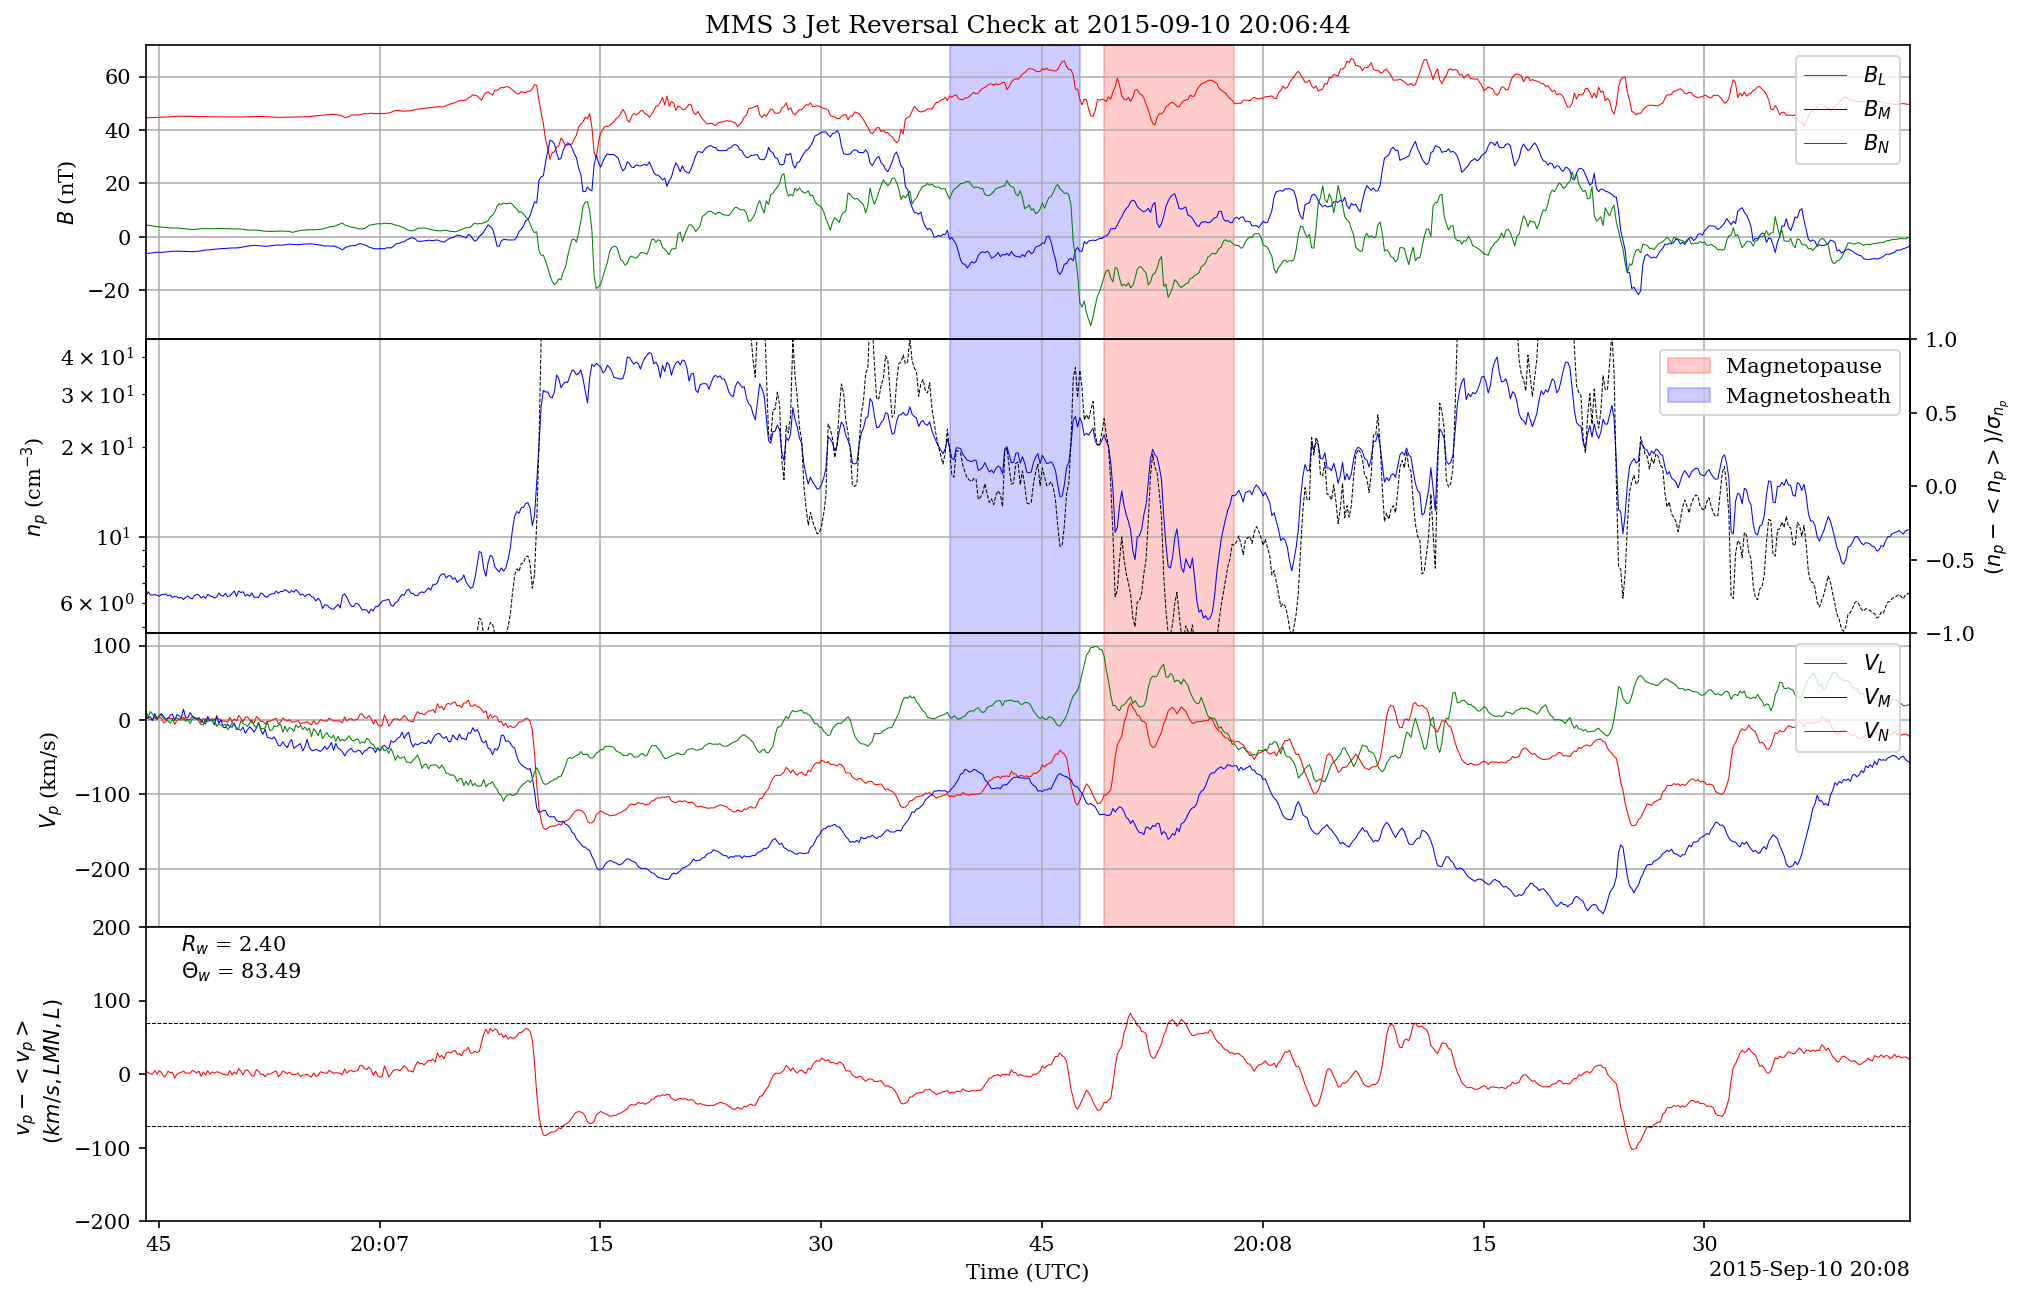 MMS 3 Jet Reversal Check at 2015-09-10 20:06:44
60
40
20
0
−20
B (nT)
B_L
B_M
B_N
4 × 10^1
3 × 10^1
2 × 10^1
10^1
6 × 10^0
n_p (cm^−3)
Magnetopause
Magnetosheath
1.0
0.5
0.0
−0.5
−1.0
(n_p − < n_p >)/σ_{n_p}
100
0
−100
−200
V_p (km/s)
V_L
V_M
V_N
200
100
0
−100
−200
v_p − < v_p >
(km/s, LMN, L)
R_w = 2.40
Θ_w = 83.49
45
20:07
15
30
45
20:08
15
30
Time (UTC)
2015-Sep-10 20:08